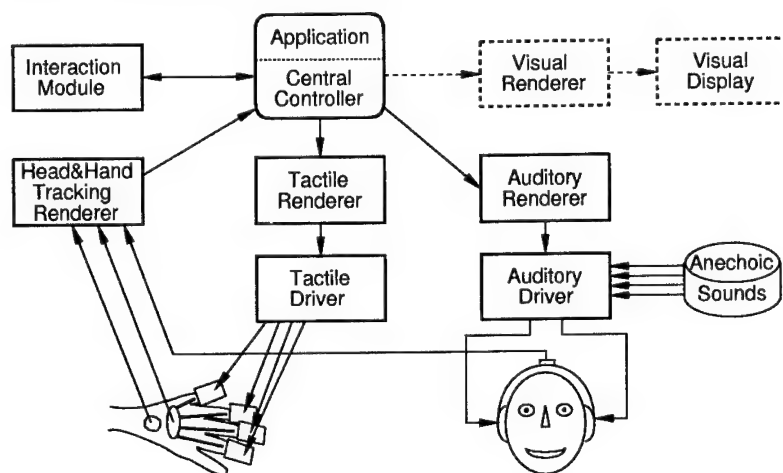 Application
Central
Controller
Interaction
Module
Visual
Renderer
Visual
Display
Head&Hand
Tracking
Renderer
Tactile
Renderer
Auditory
Renderer
Tactile
Driver
Auditory
Driver
Anechoic
Sounds